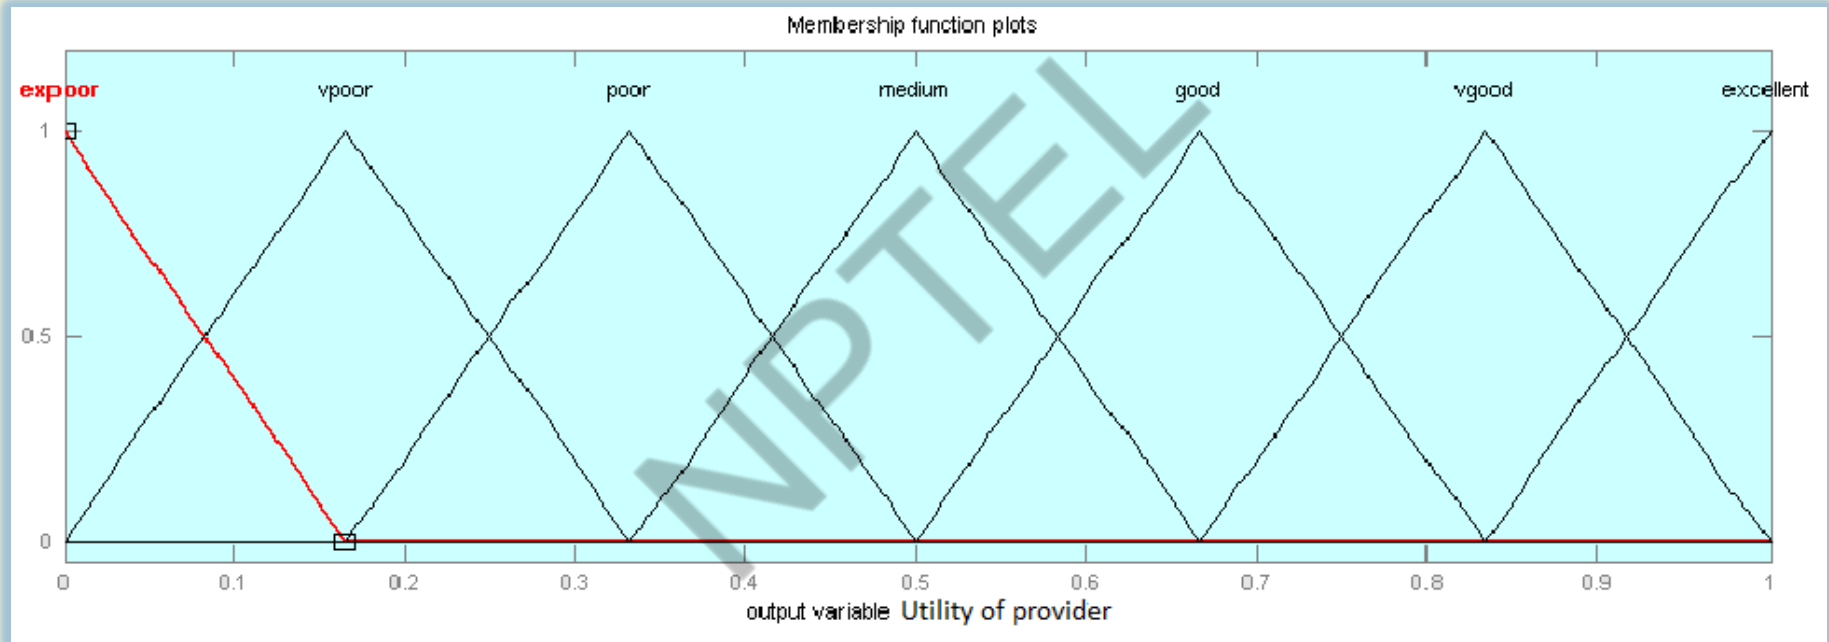 Membership function plots
expoor vpoor poor medium good vgood excellent
1
0.5
0
0 0.1 0.2 0.3 0.4 0.5 0.6 0.7 0.8 0.9 1
output variable Utility of provider
NPTEL